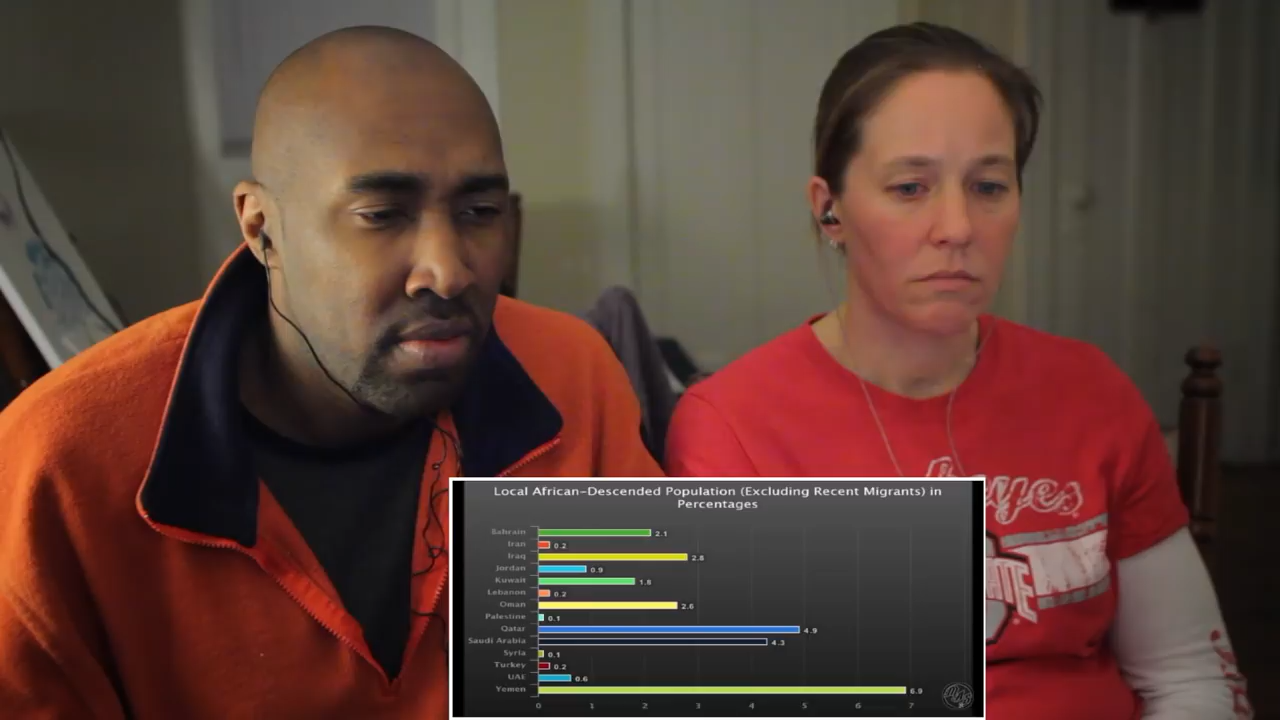 Local African-Descended Population (Excluding Recent Migrants) in
Percentages
Bahrain 2.1
Iran 0.2
Iraq 2.8
Jordan 0.9
Kuwait 1.8
Lebanon 0.2
Oman 2.6
Palestine 0.1
Qatar 4.9
Saudi Arabia 4.3
Syria 0.1
Turkey 0.2
UAE 0.6
Yemen 6.9
0 1 2 3 4 5 6 7